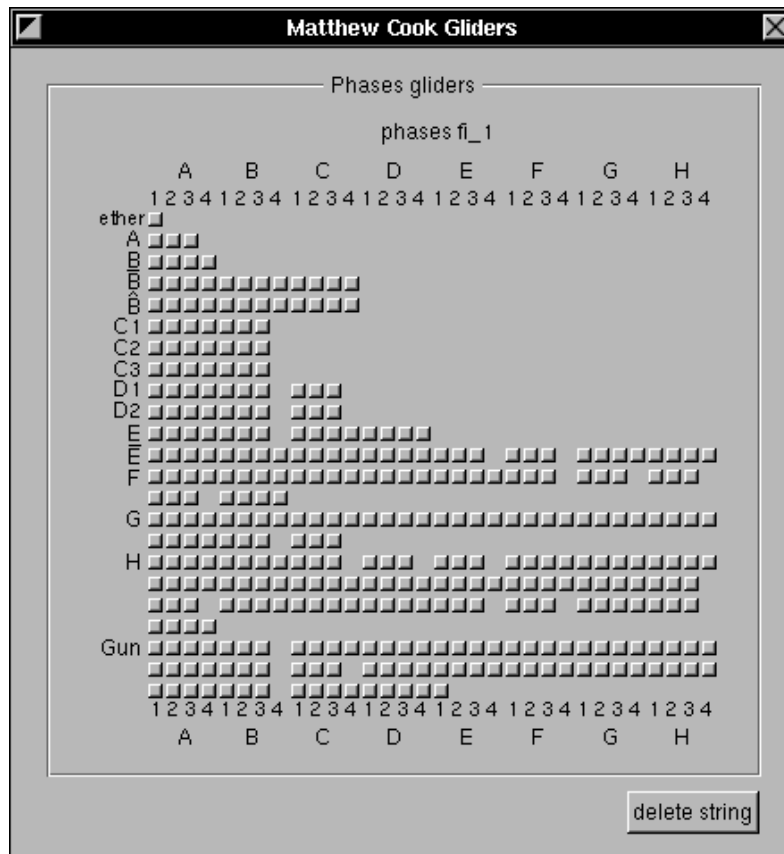 Matthew Cook Gliders
Phases gliders
phases fi_1
A B C D E F G H
1 2 3 4 1 2 3 4 1 2 3 4 1 2 3 4 1 2 3 4 1 2 3 4 1 2 3 4 1 2 3 4
ether
A
B
B̅
B̂
C1
C2
C3
D1
D2
E
E̅
F
G
H
Gun
1 2 3 4 1 2 3 4 1 2 3 4 1 2 3 4 1 2 3 4 1 2 3 4 1 2 3 4 1 2 3 4
A B C D E F G H
delete string